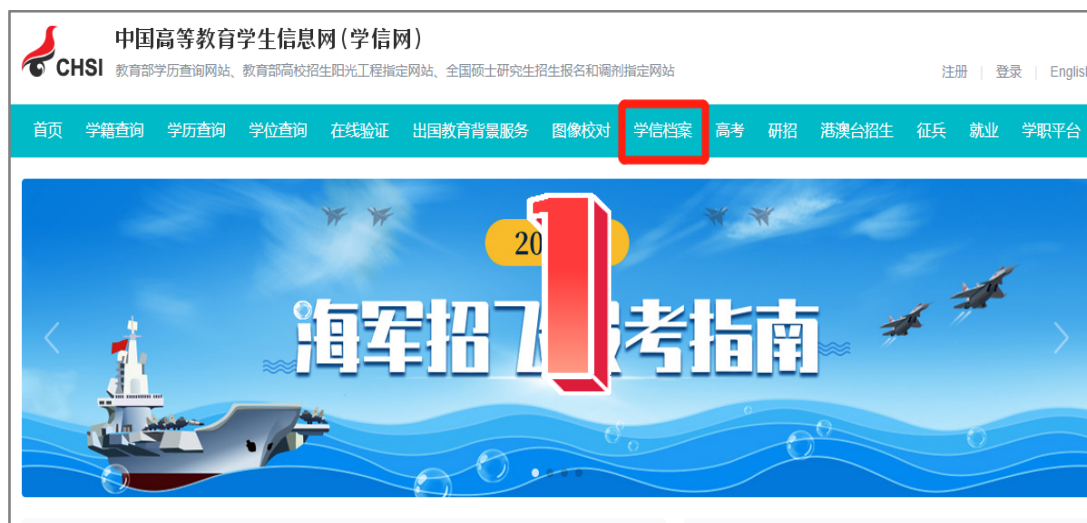 中国高等教育学生信息网(学信网)
CHSI 教育部学历查询网站、教育部高校招生阳光工程指定网站、全国硕士研究生招生报名和调剂指定网站
注册 | 登录 | English
首页 学籍查询 学历查询 学位查询 在线验证 出国教育背景服务 图像校对 学信档案 高考 研招 港澳台招生 征兵 就业 学职平台
20
1
海军招飞 考指南